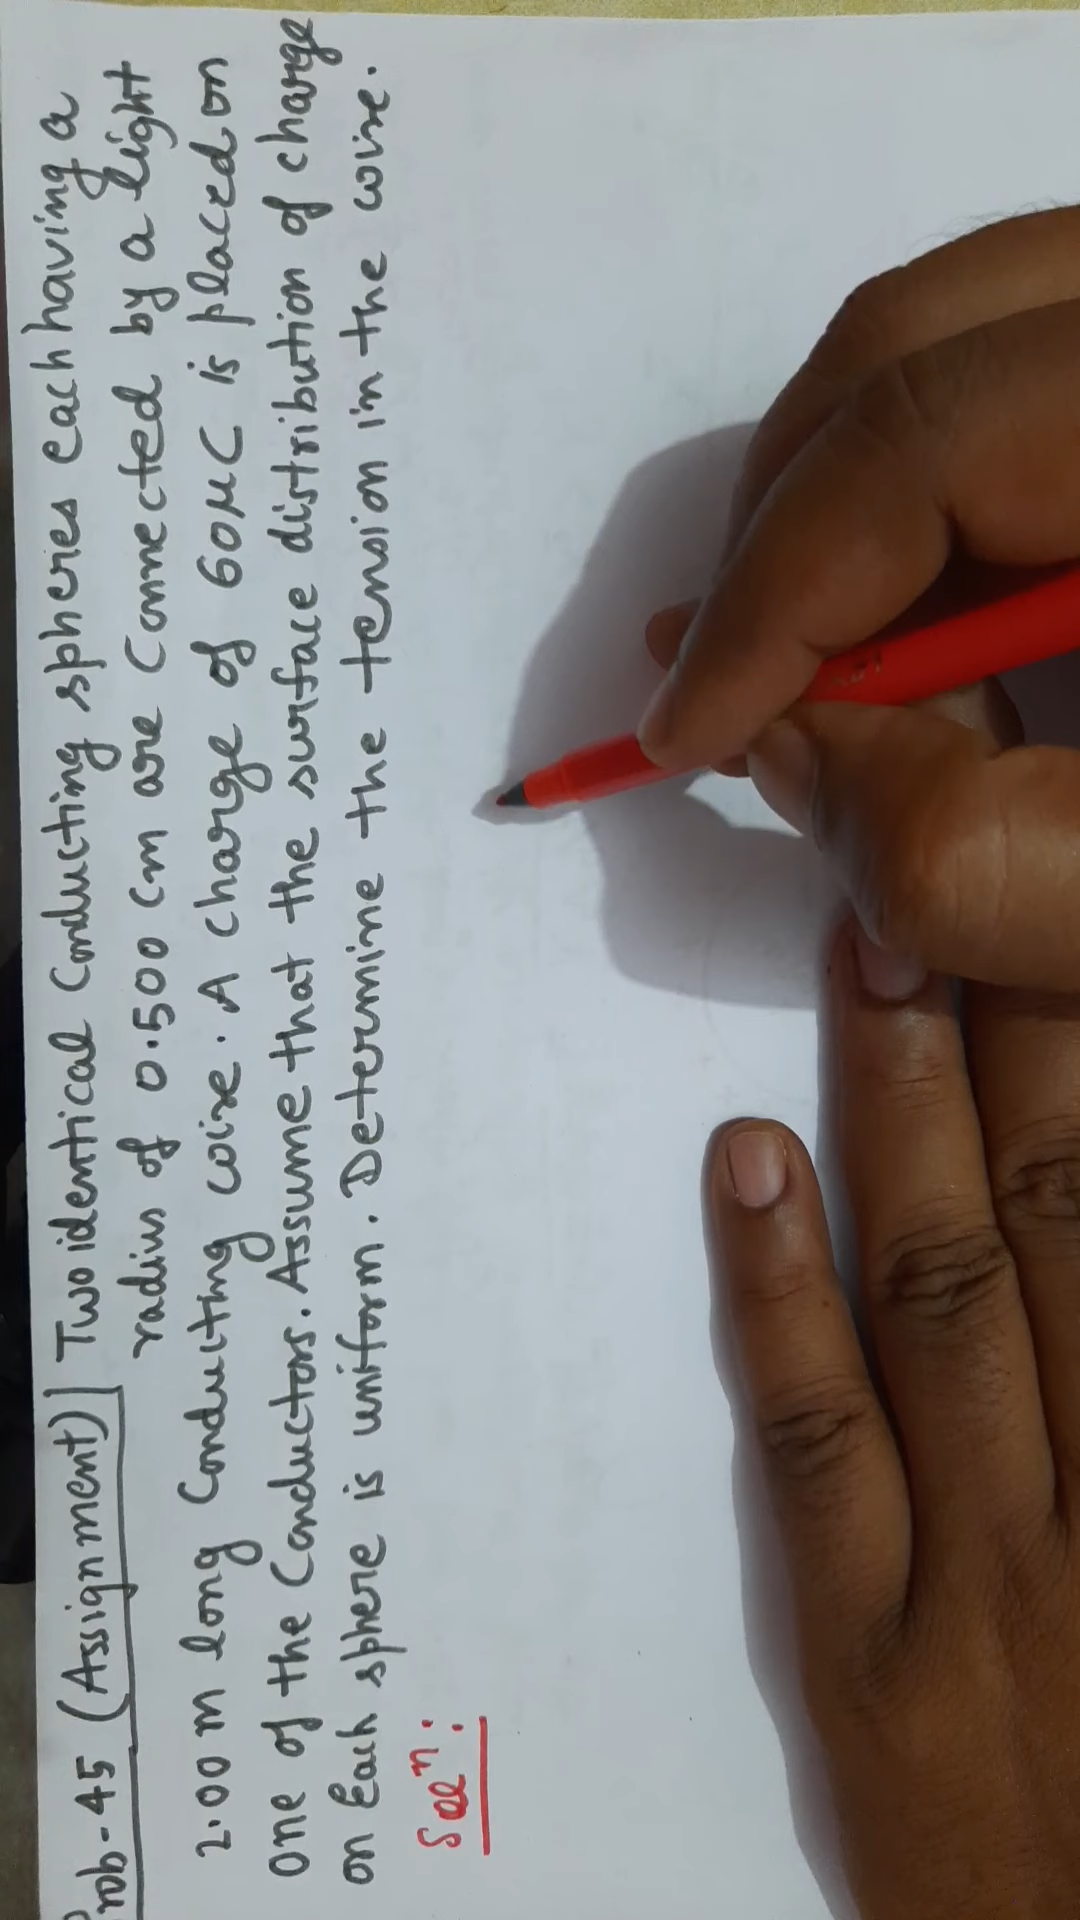 rob-45 (Assignment) Two identical Conducting spheres each having a
radius of 0.500 cm are Connected by a light
2.00 m long Conducting wire. A charge of 60μC is placed on
one of the Conductors. Assume that the surface distribution of charge
on Each sphere is uniform. Determine the tension in the wire.
Solⁿ: